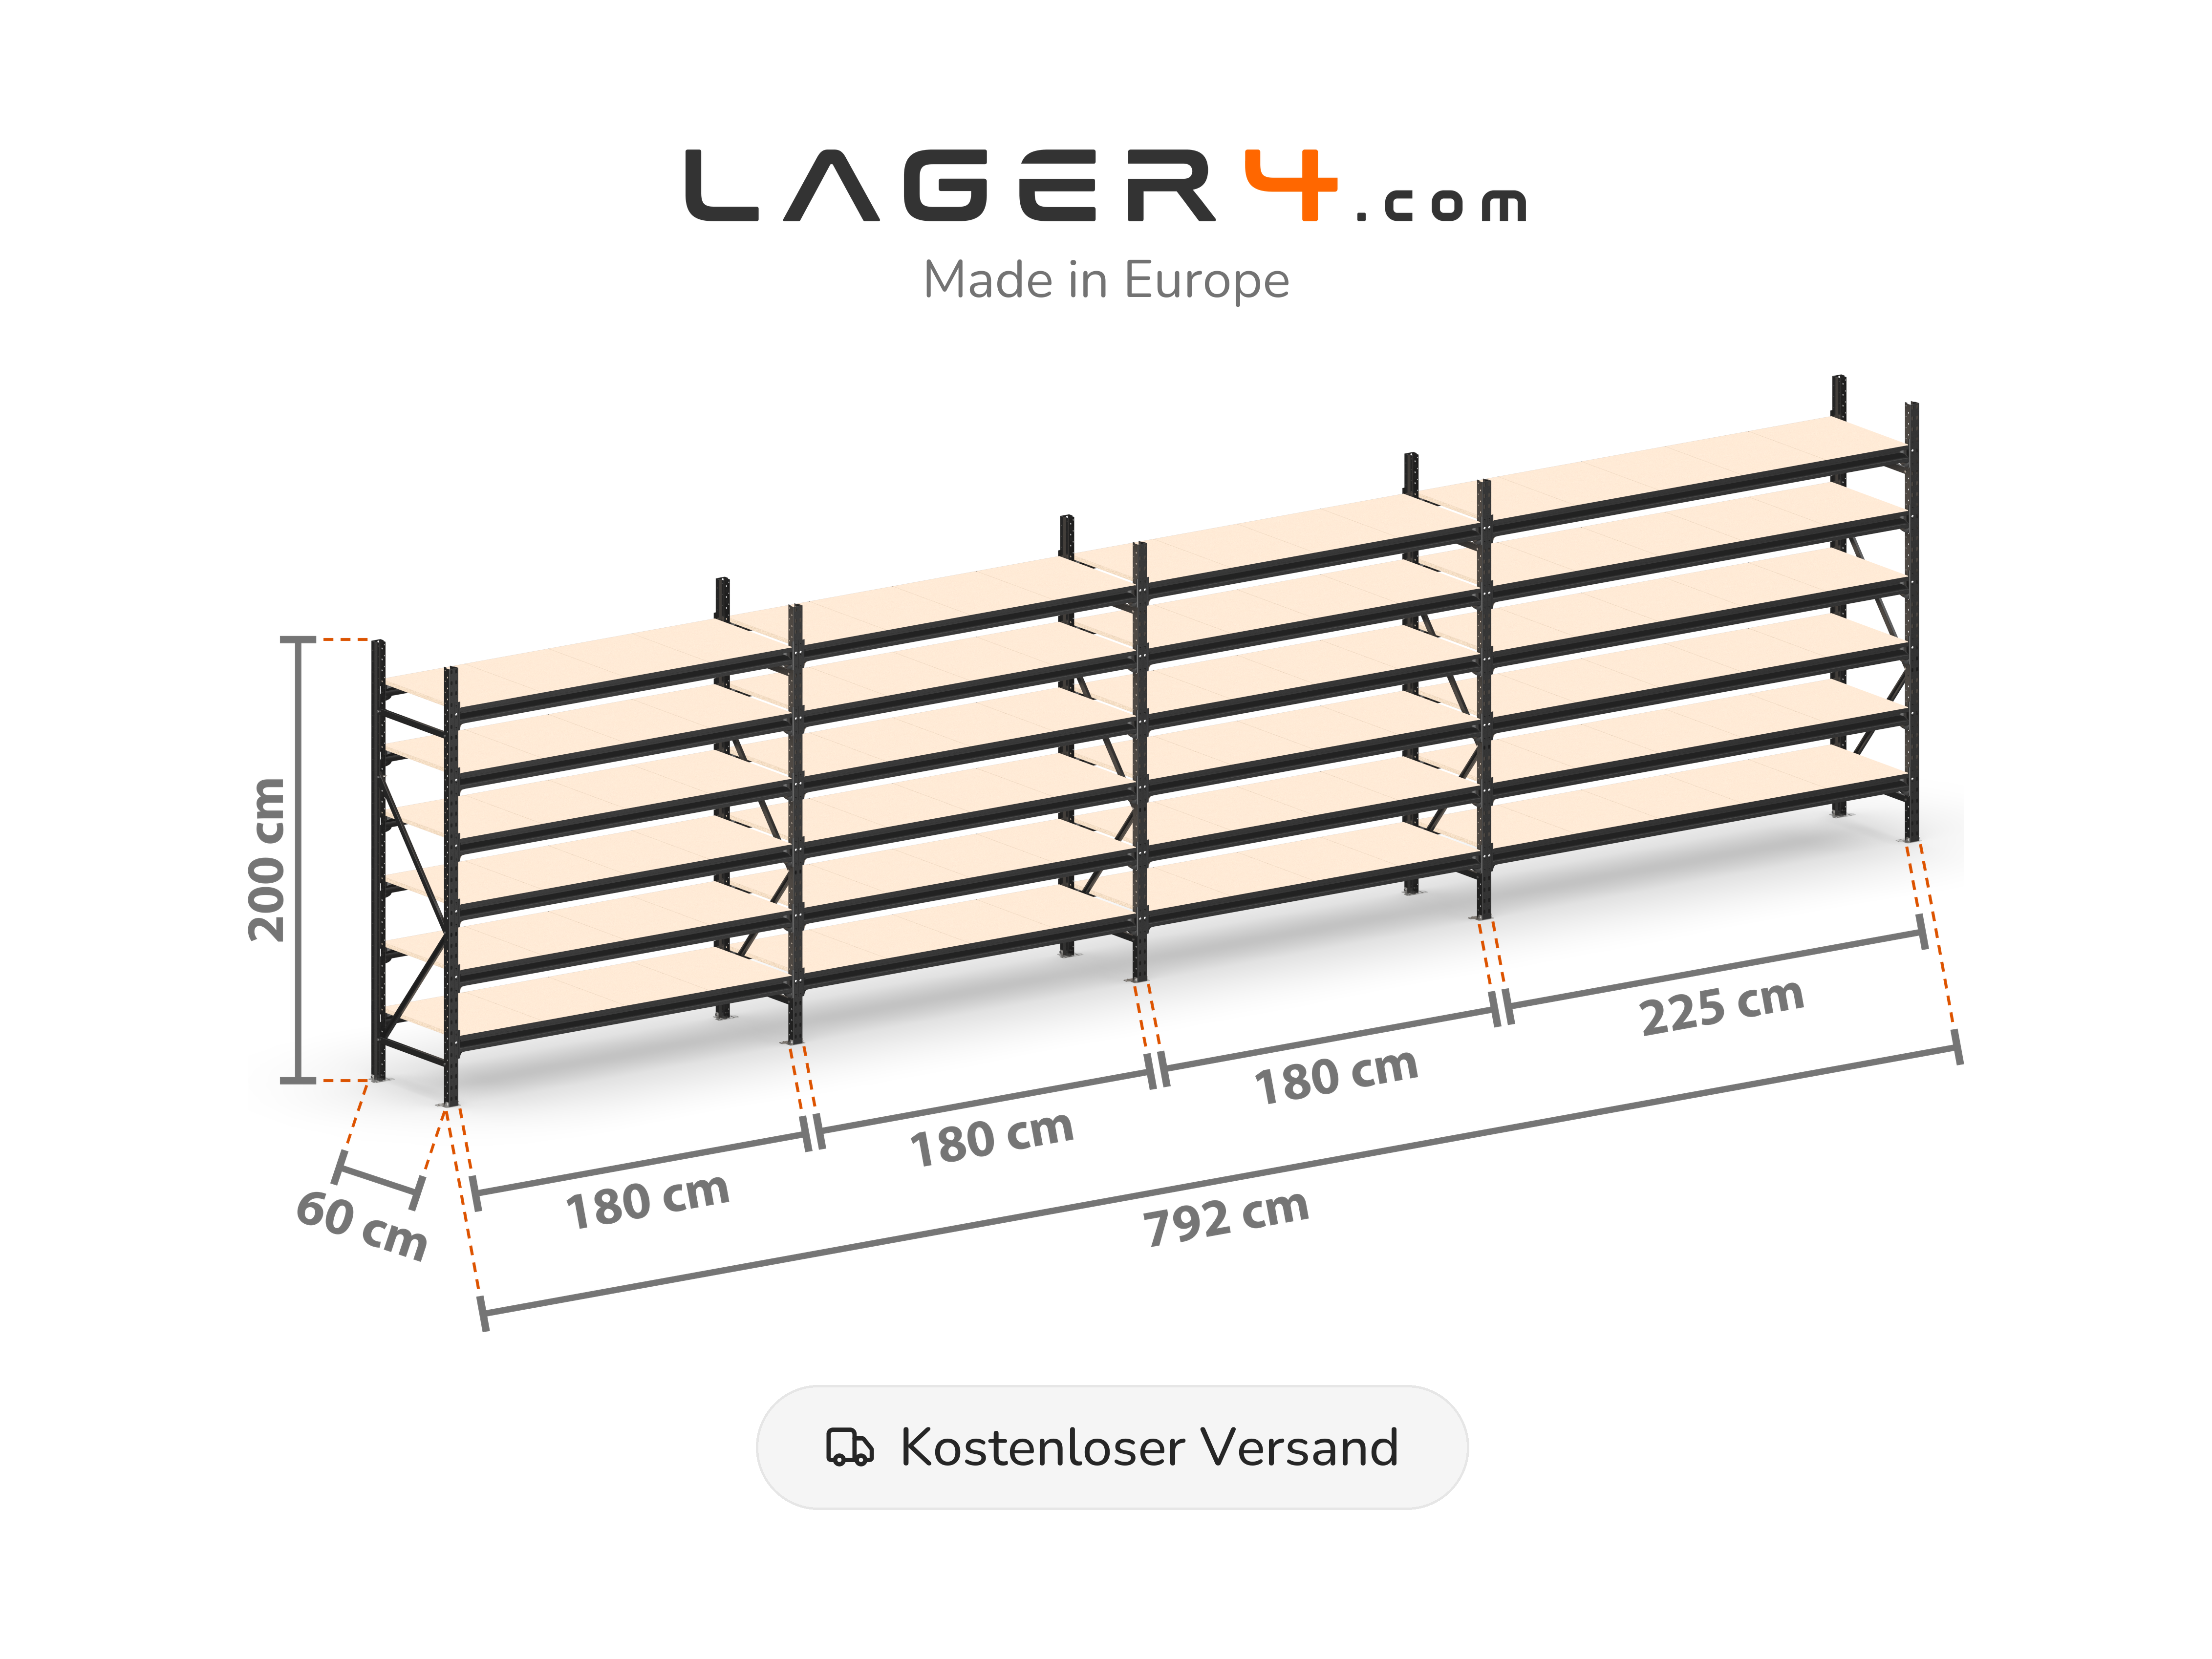 LAGER4.com
Made in Europe
200 cm
60 cm
180 cm
180 cm
180 cm
225 cm
792 cm
Kostenloser Versand